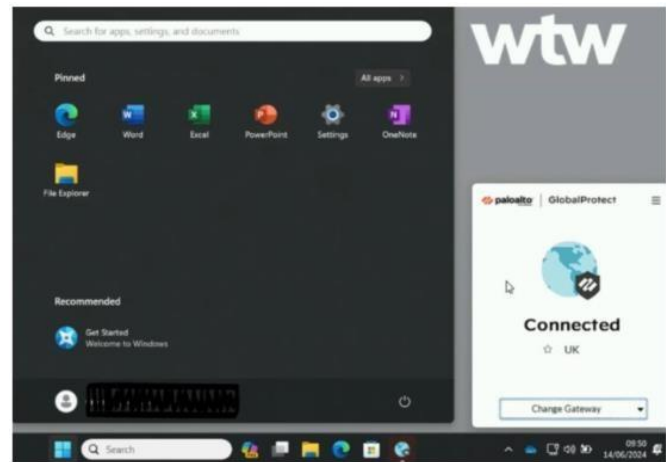 Search for apps, settings, and documents
wtw
Pinned
All apps >
Edge
Word
Excel
PowerPoint
Settings
OneNote
File Explorer
paloalto | GlobalProtect
Connected
UK
Recommended
Get Started
Welcome to Windows
Change Gateway
Search
09:50
14/06/2024